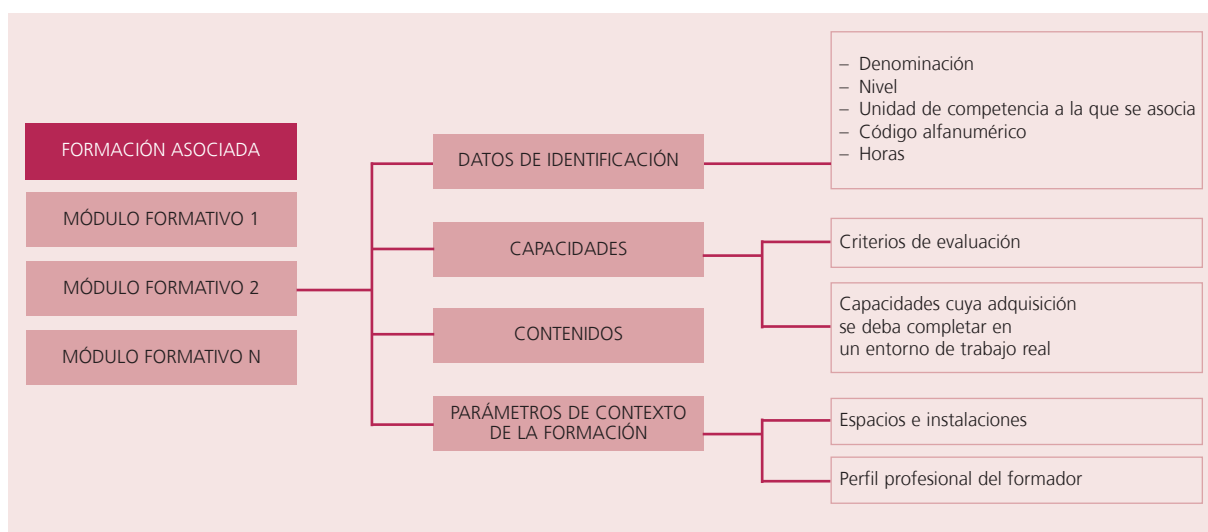 FORMACIÓN ASOCIADA
MÓDULO FORMATIVO 1
MÓDULO FORMATIVO 2
MÓDULO FORMATIVO N
DATOS DE IDENTIFICACIÓN
CAPACIDADES
CONTENIDOS
PARÁMETROS DE CONTEXTO
DE LA FORMACIÓN
– Denominación
– Nivel
– Unidad de competencia a la que se asocia
– Código alfanumérico
– Horas
Criterios de evaluación
Capacidades cuya adquisición
se deba completar en
un entorno de trabajo real
Espacios e instalaciones
Perfil profesional del formador